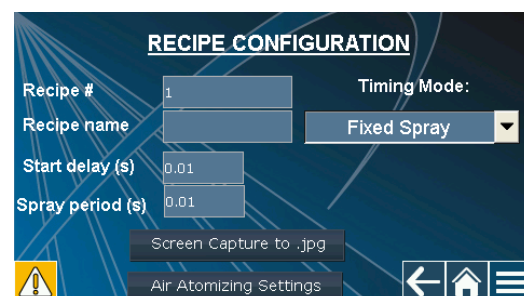 RECIPE CONFIGURATION
Recipe # 1 Timing Mode:
Recipe name Fixed Spray
Start delay (s) 0.01
Spray period (s) 0.01
Screen Capture to .jpg
Air Atomizing Settings